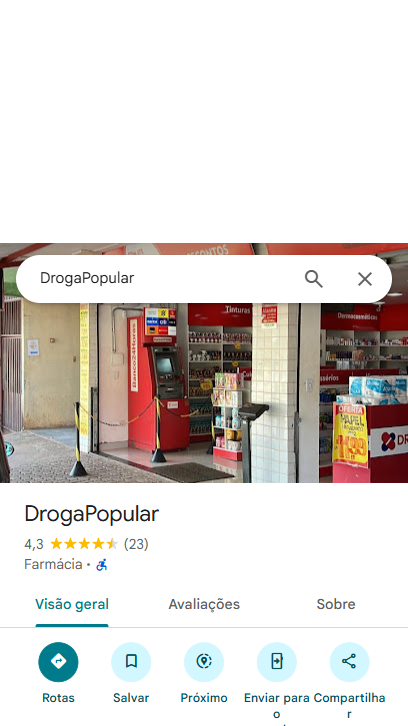 DrogaPopular
Tinturas
Dermocosméticos
Banco24Horas
OFERTA
PAPEL
DrogaPopular
4,3 (23)
Farmácia ·
Visão geral Avaliações Sobre
Rotas Salvar Próximo Enviar para o Compartilhar